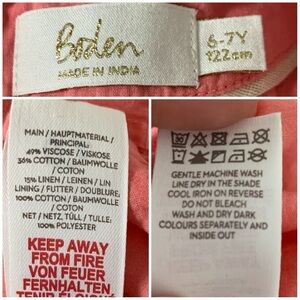 Boden
MADE IN INDIA
6-7Y
122cm
MAIN / HAUPTMATERIAL /
PRINCIPAL:
49% VISCOSE / VISKOSE
36% COTTON / BAUMWOLLE
/ COTON
15% LINEN / LEINEN / LIN
LINING / FUTTER / DOUBLURE:
100% COTTON / BAUMWOLLE
/ COTON
NET / NETZ, TÜLL / TULLE:
100% POLYESTER
KEEP AWAY
FROM FIRE
VON FEUER
FERNHALTEN
TENIR ÉLOIGNÉ
GENTLE MACHINE WASH
LINE DRY IN THE SHADE
COOL IRON ON REVERSE
DO NOT BLEACH
WASH AND DRY DARK
COLOURS SEPARATELY AND
INSIDE OUT